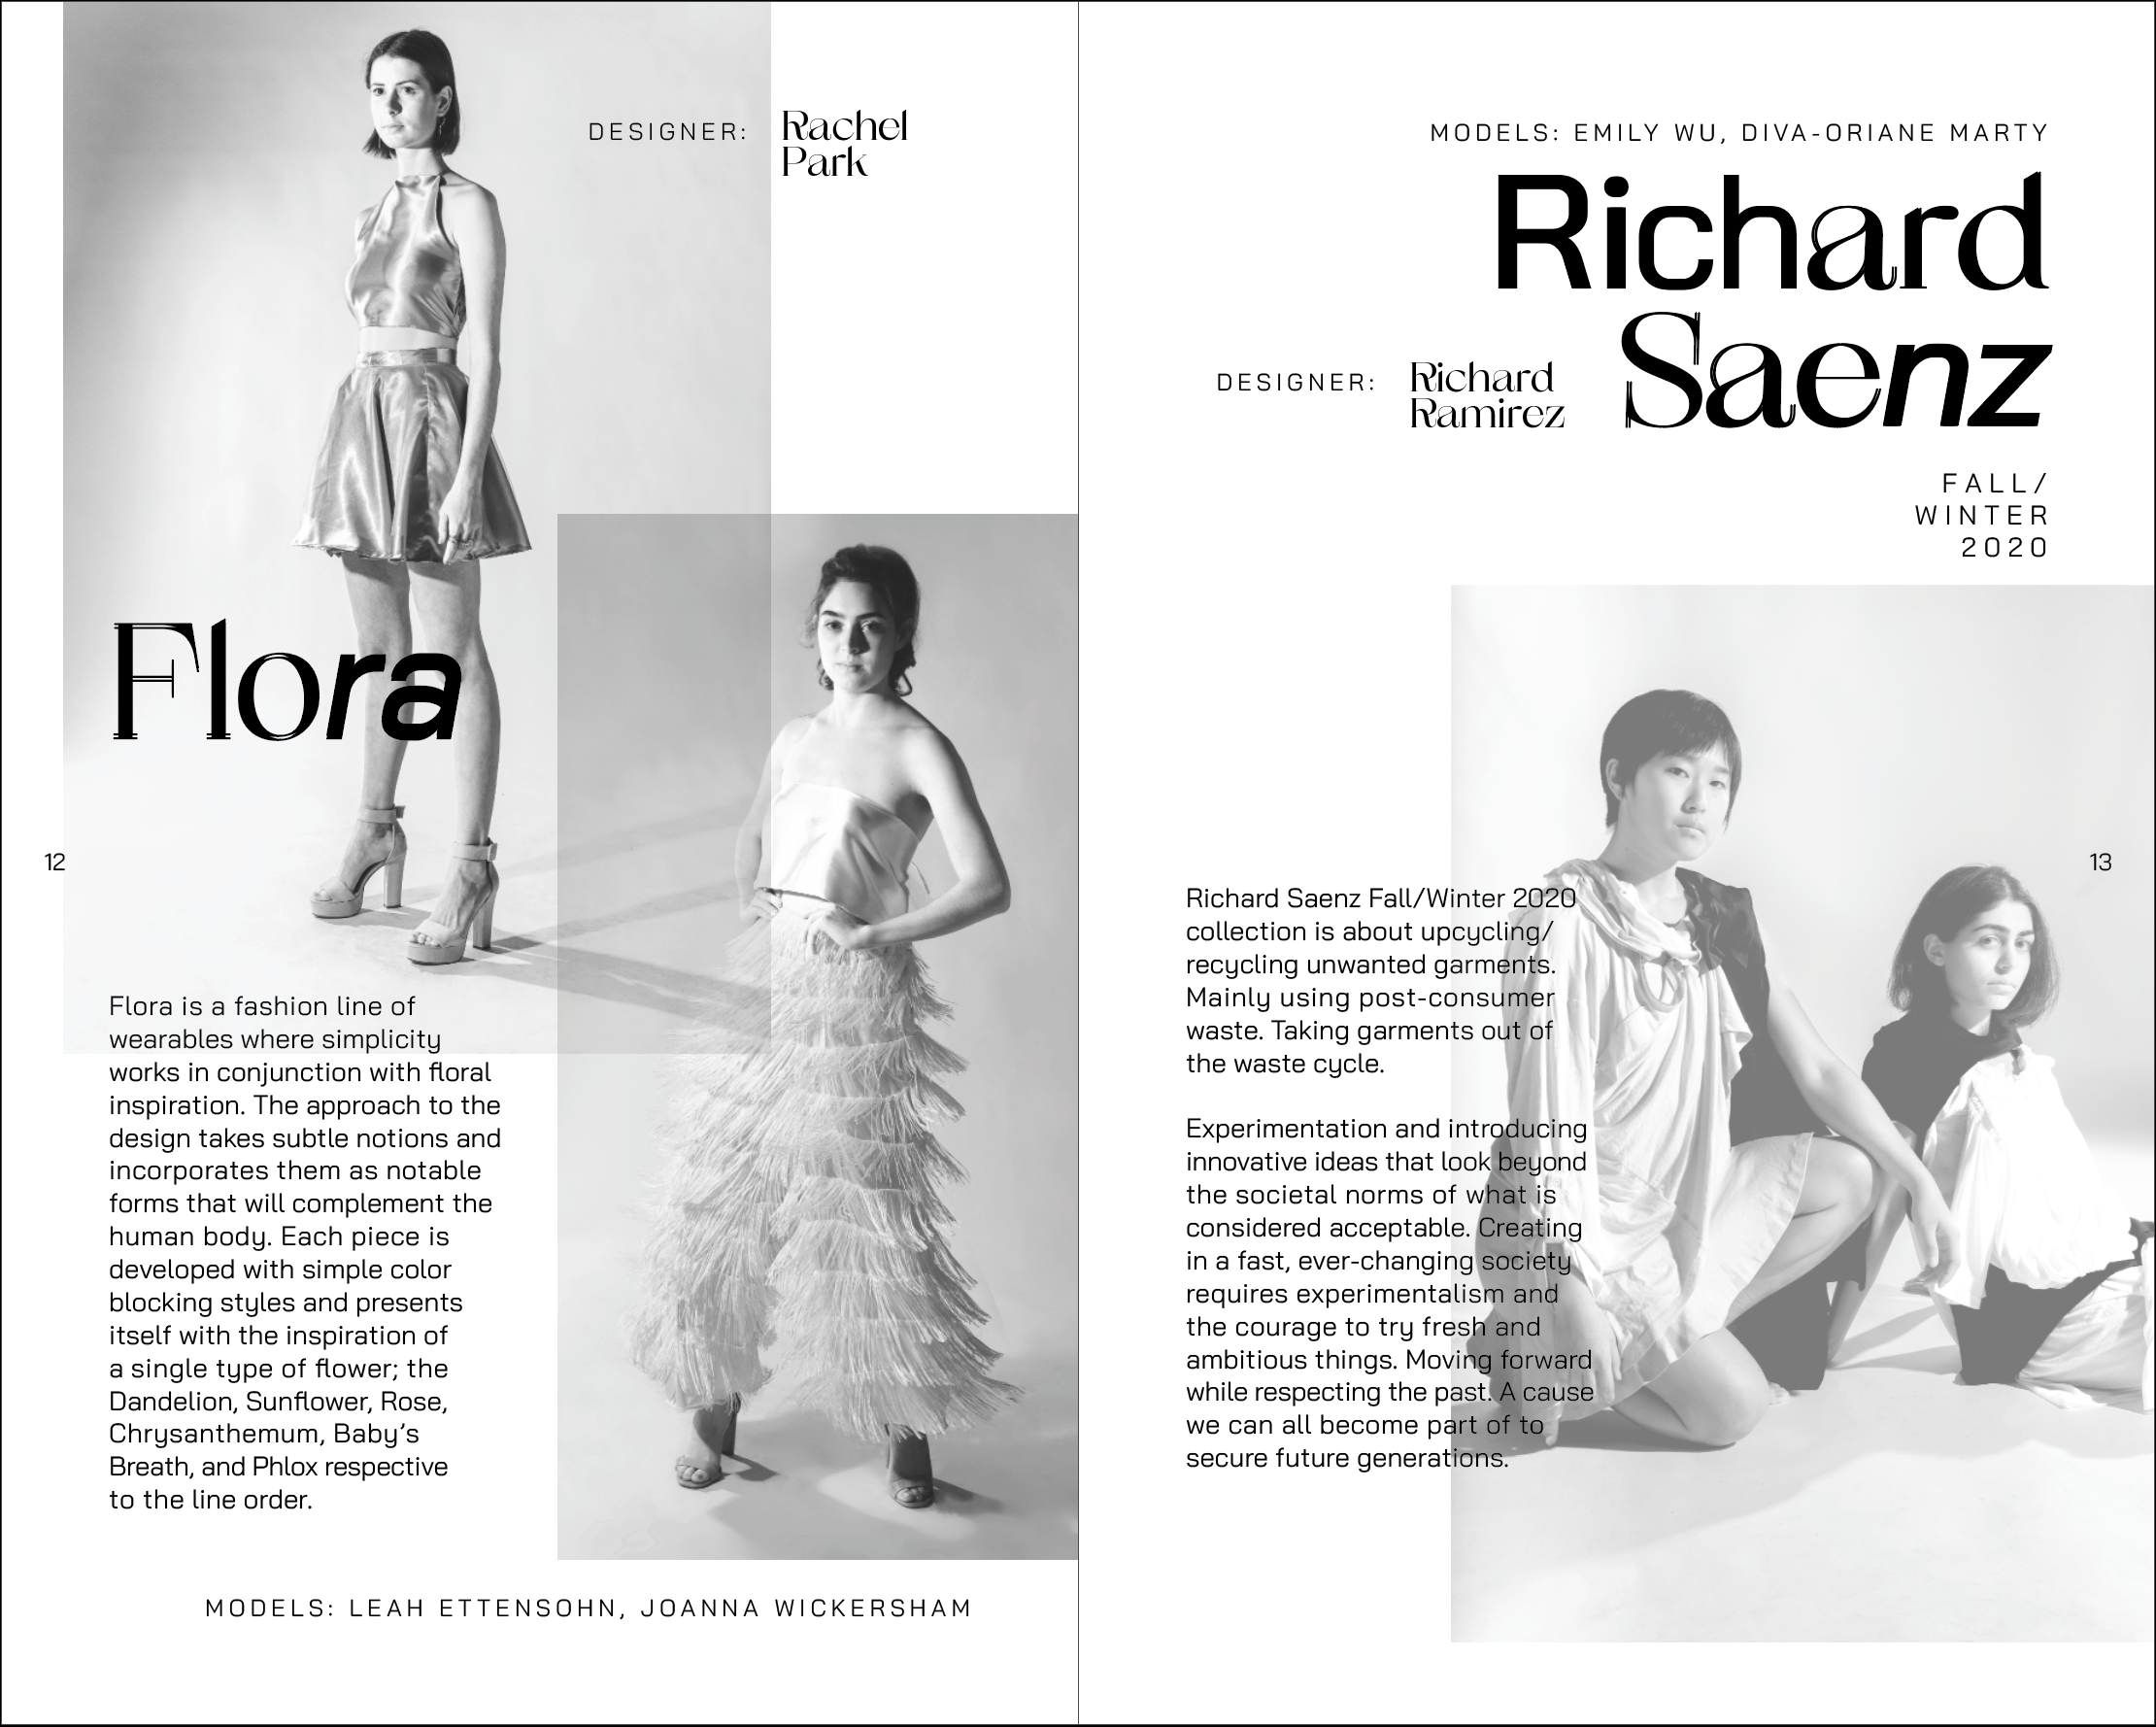 DESIGNER:
Rachel
Park
Flora
12
Flora is a fashion line of
wearables where simplicity
works in conjunction with floral
inspiration. The approach to the
design takes subtle notions and
incorporates them as notable
forms that will complement the
human body. Each piece is
developed with simple color
blocking styles and presents
itself with the inspiration of
a single type of flower; the
Dandelion, Sunflower, Rose,
Chrysanthemum, Baby’s
Breath, and Phlox respective
to the line order.
MODELS: LEAH ETTENSOHN, JOANNA WICKERSHAM
MODELS: EMILY WU, DIVA-ORIANE MARTY
Richard
Saenz
DESIGNER:
Richard
Ramirez
FALL/
WINTER
2020
13
Richard Saenz Fall/Winter 2020
collection is about upcycling/
recycling unwanted garments.
Mainly using post-consumer
waste. Taking garments out of
the waste cycle.
Experimentation and introducing
innovative ideas that look beyond
the societal norms of what is
considered acceptable. Creating
in a fast, ever-changing society
requires experimentalism and
the courage to try fresh and
ambitious things. Moving forward
while respecting the past. A cause
we can all become part of to
secure future generations.